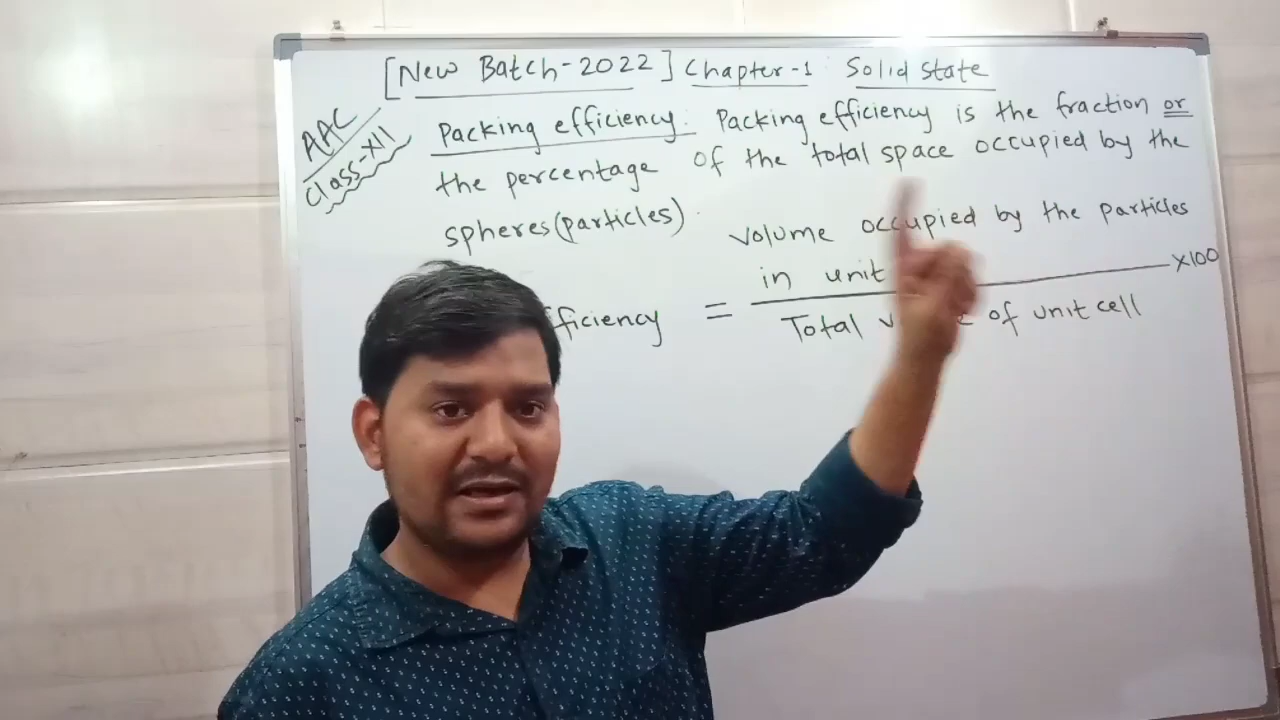 [New Batch-2022] Chapter-1: Solid state
AAC
Class-XII
Packing efficiency: Packing efficiency is the fraction or
the percentage of the total space occupied by the
spheres(particles).
volume occupied by the particles
in unit
fficiency = ×100
Total of unit cell